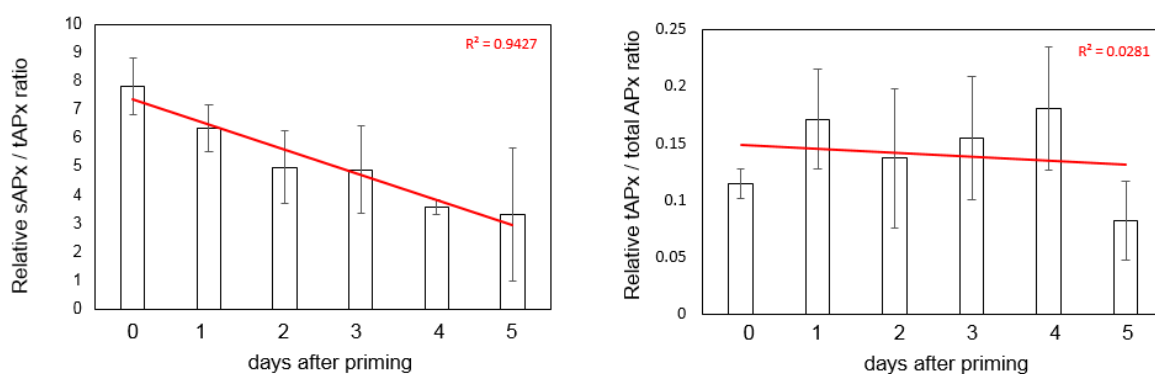 Relative sAPx / tAPx ratio
10
9
8
7
6
5
4
3
2
1
0
R² = 0.9427
0 1 2 3 4 5
days after priming
Relative tAPx / total APx ratio
0.25
0.2
0.15
0.1
0.05
0
R² = 0.0281
0 1 2 3 4 5
days after priming